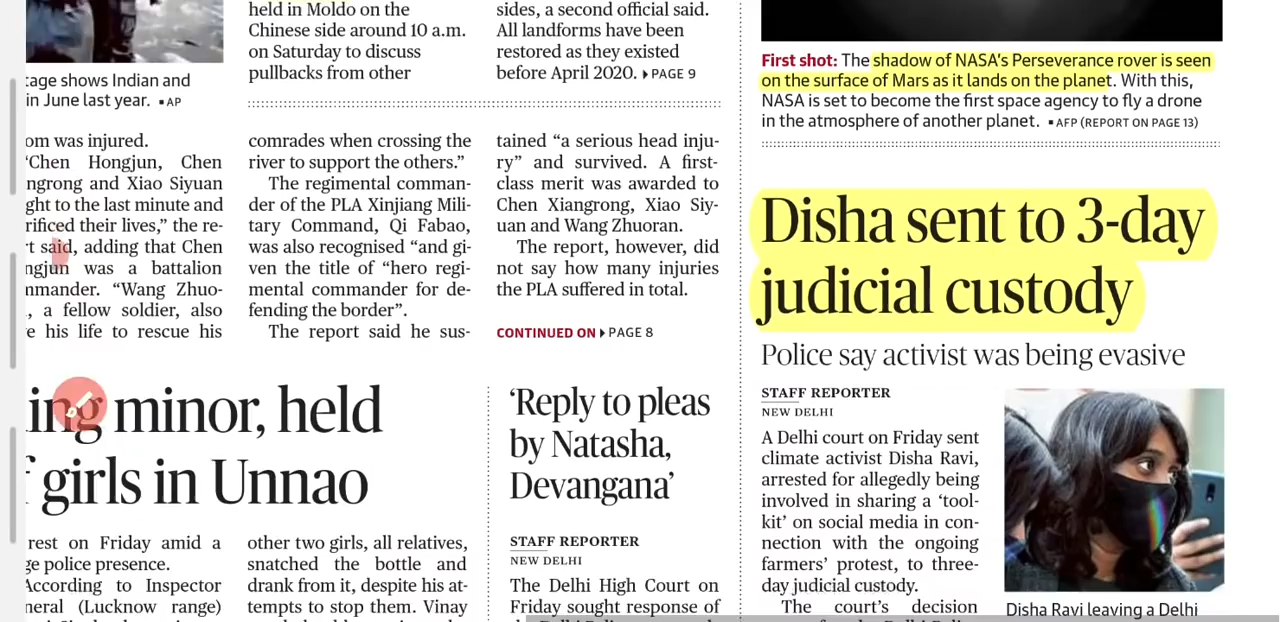 held in Moldo on the
Chinese side around 10 a.m.
on Saturday to discuss
pullbacks from other
sides, a second official said.
All landforms have been
restored as they existed
before April 2020. PAGE 9
tage shows Indian and
in June last year. ▪ AP
om was injured.
“Chen Hongjun, Chen
ngrong and Xiao Siyuan
ght to the last minute and
rificed their lives,” the re-
t said, adding that Chen
ngjun was a battalion
mmander. “Wang Zhuo-
, a fellow soldier, also
e his life to rescue his
comrades when crossing the
river to support the others.”
The regimental comman-
der of the PLA Xinjiang Mili-
tary Command, Qi Fabao,
was also recognised “and gi-
ven the title of “hero regi-
mental commander for de-
fending the border”.
The report said he sus-
tained “a serious head inju-
ry” and survived. A first-
class merit was awarded to
Chen Xiangrong, Xiao Siy-
uan and Wang Zhuoran.
The report, however, did
not say how many injuries
the PLA suffered in total.
CONTINUED ON PAGE 8
First shot: The shadow of NASA's Perseverance rover is seen
on the surface of Mars as it lands on the planet. With this,
NASA is set to become the first space agency to fly a drone
in the atmosphere of another planet. ▪ AFP (REPORT ON PAGE 13)
Disha sent to 3-day
judicial custody
Police say activist was being evasive
STAFF REPORTER
NEW DELHI
A Delhi court on Friday sent
climate activist Disha Ravi,
arrested for allegedly being
involved in sharing a ‘tool-
kit’ on social media in con-
nection with the ongoing
farmers’ protest, to three-
day judicial custody.
The court’s decision
Disha Ravi leaving a Delhi
ing minor, held
f girls in Unnao
rest on Friday amid a
ge police presence.
According to Inspector
neral (Lucknow range)
other two girls, all relatives,
snatched the bottle and
drank from it, despite his at-
tempts to stop them. Vinay
‘Reply to pleas
by Natasha,
Devangana’
STAFF REPORTER
NEW DELHI
The Delhi High Court on
Friday sought response of